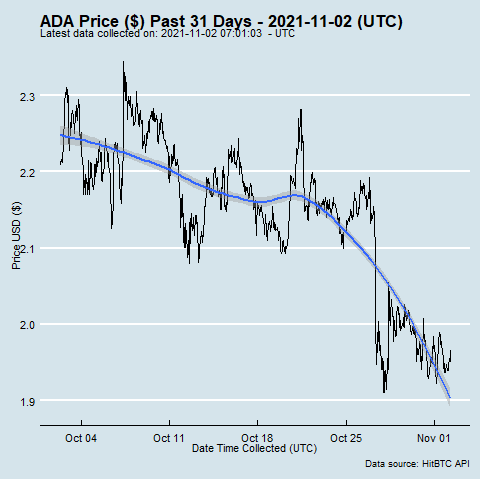 ADA Price ($) Past 31 Days - 2021-11-02 (UTC)
Latest data collected on: 2021-11-02 07:01:03  - UTC
Price USD ($)
2.3
2.2
2.1
2.0
1.9
Oct 04
Oct 11
Oct 18
Oct 25
Nov 01
Date Time Collected (UTC)
Data source: HitBTC API